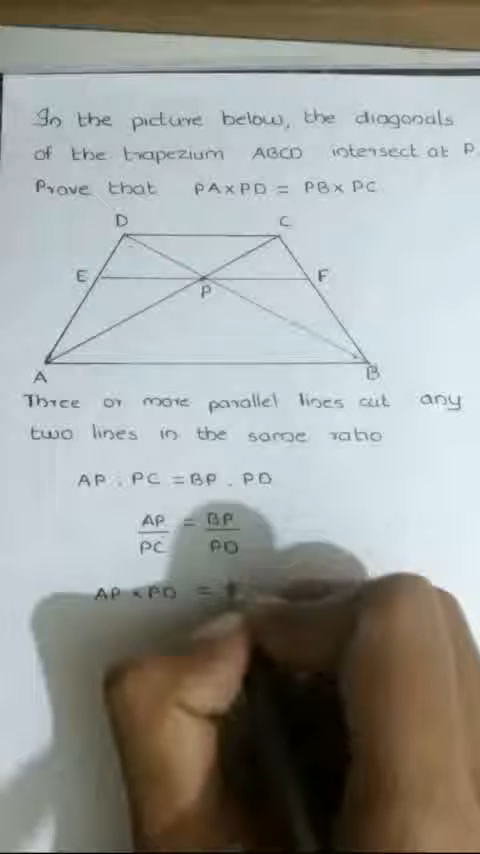 In the picture below, the diagonals
of the trapezium ABCD intersect at P.
Prove that PA×PD = PB×PC
D C
E F
P
A B
Three or more parallel lines cut any
two lines in the same ratio
AP : PC = BP : PD
AP/PC = BP/PD
AP × PD =